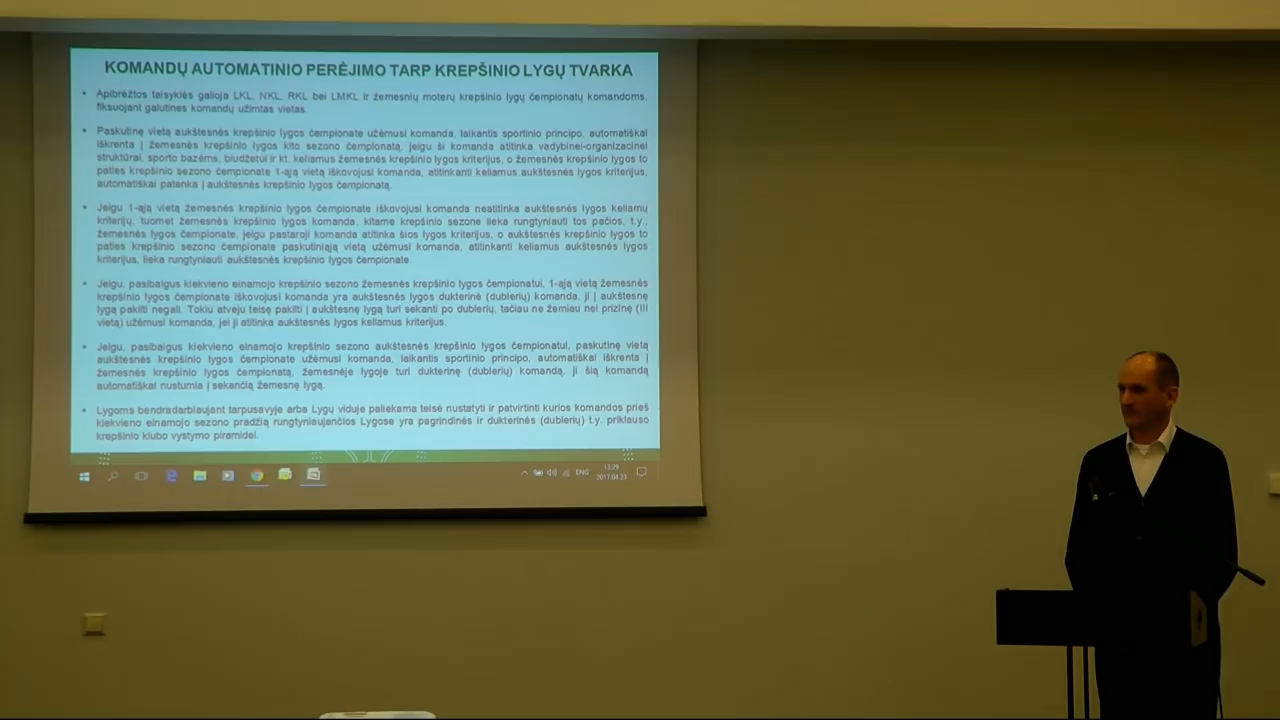 KOMANDŲ AUTOMATINIO PERĖJIMO TARP KREPŠINIO LYGŲ TVARKA
• Apibrėžtos taisyklės galioja LKL, NKL, RKL bei LMKL ir žemesnių moterų krepšinio lygų čempionatų komandoms,
fiksuojant galutines komandų užimtas vietas.
• Paskutinę vietą aukštesnės krepšinio lygos čempionate užėmusi komanda, laikantis sportinio principo, automatiškai
iškrenta į žemesnės krepšinio lygos kito sezono čempionatą, jeigu ši komanda atitinka vadybinei-organizacinei
struktūrai, sporto bazėms, biudžetui ir kt. keliamus žemesnės krepšinio lygos kriterijus, o žemesnės krepšinio lygos to
paties krepšinio sezono čempionate 1-ąją vietą iškovojusi komanda, atitinkanti keliamus aukštesnės lygos kriterijus,
automatiškai patenka į aukštesnės krepšinio lygos čempionatą.
• Jeigu 1-ąją vietą žemesnės krepšinio lygos čempionate iškovojusi komanda neatitinka aukštesnės lygos keliamų
kriterijų, tuomet žemesnės krepšinio lygos komanda, kitame krepšinio sezone lieka rungtyniauti tos pačios, t.y.,
žemesnės lygos čempionate, jeigu pastaroji komanda atitinka šios lygos kriterijus, o aukštesnės krepšinio lygos to
paties krepšinio sezono čempionate paskutiniąją vietą užėmusi komanda, atitinkanti keliamus aukštesnės lygos
kriterijus, lieka rungtyniauti aukštesnės krepšinio lygos čempionate.
• Jeigu, pasibaigus kiekvieno einamojo krepšinio sezono žemesnės krepšinio lygos čempionatui, 1-ąją vietą žemesnės
krepšinio lygos čempionate iškovojusi komanda yra aukštesnės lygos dukterinė (dublerių) komanda, ji į aukštesnę
lygą pakilti negali. Tokiu atveju teisę pakilti į aukštesnę lygą turi sekanti po dublerių, tačiau ne žemiau nei prizinę (III
vietą) užėmusi komanda, jei ji atitinka aukštesnės lygos keliamus kriterijus.
• Jeigu, pasibaigus kiekvieno einamojo krepšinio sezono aukštesnės krepšinio lygos čempionatui, paskutinę vietą
aukštesnės krepšinio lygos čempionate užėmusi komanda, laikantis sportinio principo, automatiškai iškrenta į
žemesnės krepšinio lygos čempionatą, žemesnėje lygoje turi dukterinę (dublerių) komandą, ji šią komandą
automatiškai nustumia į sekančią žemesnę lygą.
• Lygoms bendradarbiaujant tarpusavyje arba Lygų viduje paliekama teisė nustatyti ir patvirtinti kurios komandos prieš
kiekvieno einamojo sezono pradžią rungtyniaujančios Lygose yra pagrindinės ir dukterinės (dublerių) t.y. priklauso
krepšinio klubo vystymo piramidei.
ENG
13:29
2017.04.23